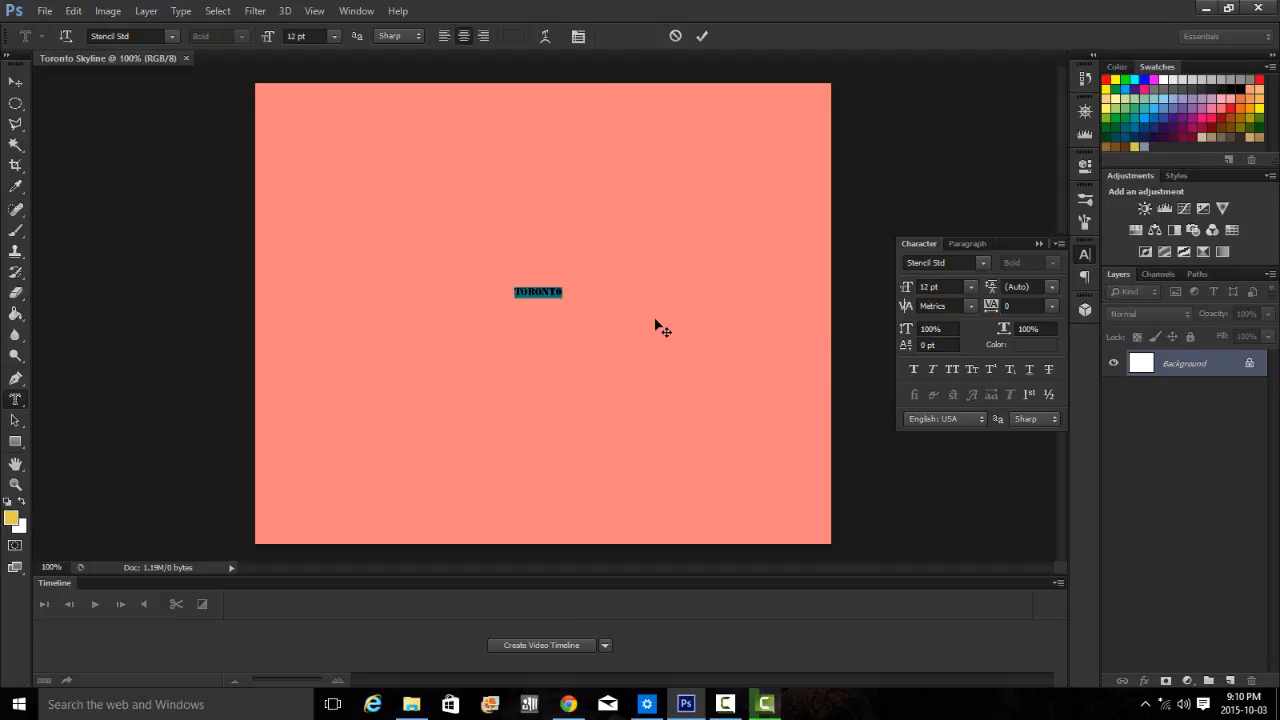 Ps File Edit Image Layer Type Select Filter 3D View Window Help
Stencil Std Bold 12 pt Sharp Essentials
Toronto Skyline @ 100% (RGB/8)
Color Swatches
Adjustments Styles
Add an adjustment
Character Paragraph
Stencil Std Bold
12 pt (Auto)
Metrics 0
100% 100%
0 pt Color:
English: USA Sharp
Layers Channels Paths
Kind
Normal Opacity: 100%
Lock: Fill: 100%
Background
TORONTO
100% Doc: 1.19M/0 bytes
Timeline
Create Video Timeline
Search the web and Windows
9:10 PM
2015-10-03